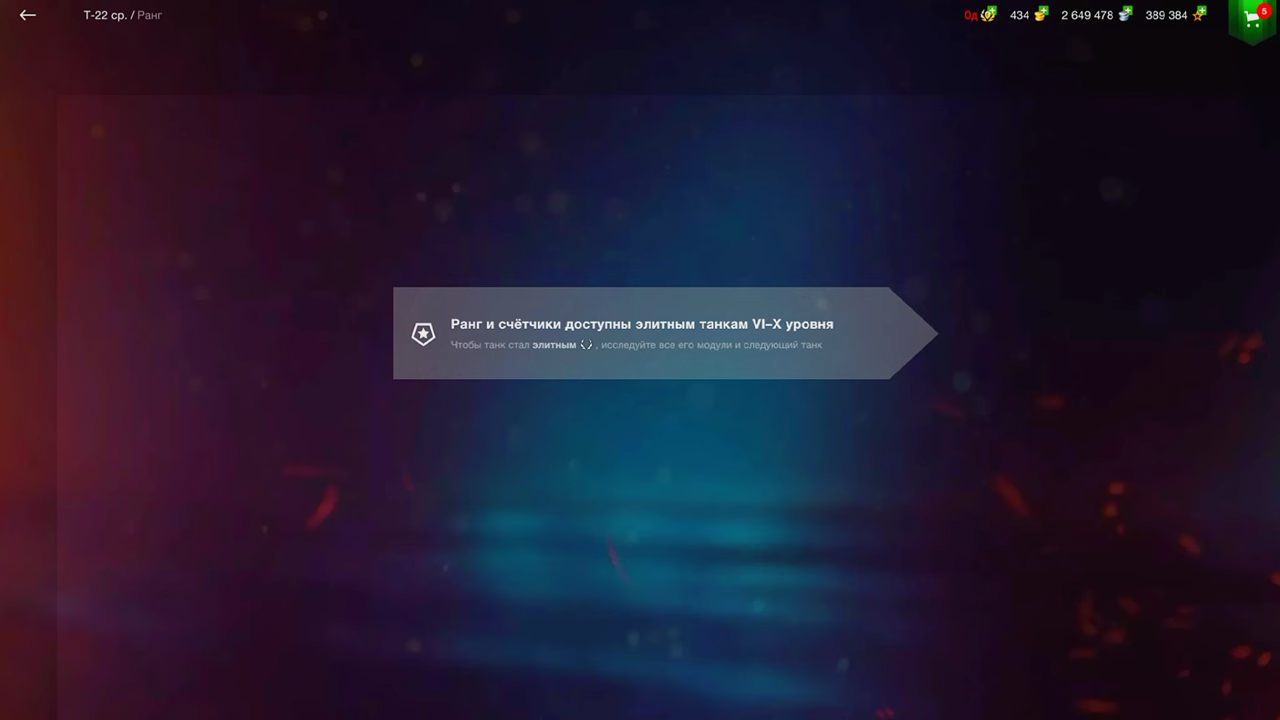 Т-22 ср. / Ранг
0д 434 2 649 478 389 384 5
Ранг и счётчики доступны элитным танкам VI–X уровня
Чтобы танк стал элитным , исследуйте все его модули и следующий танк